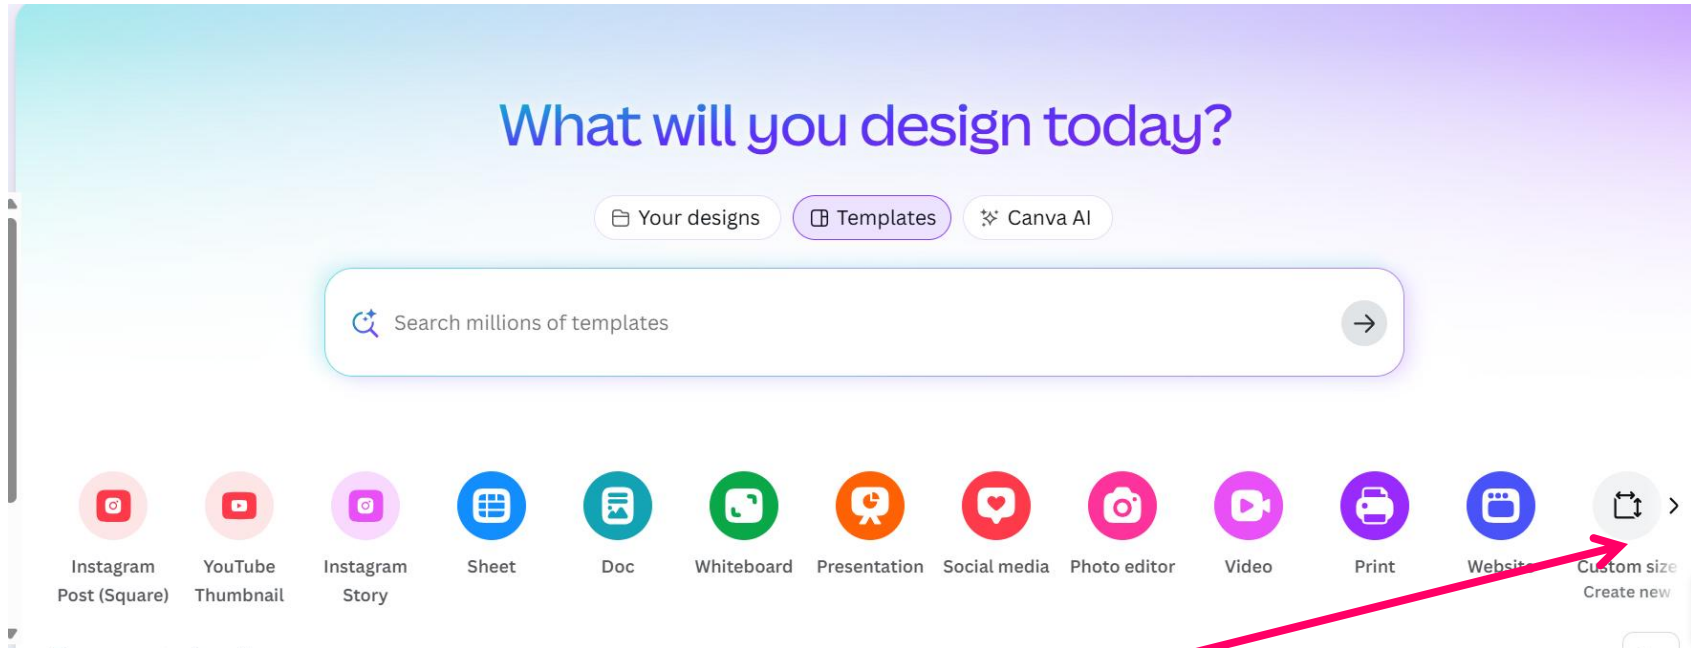 What will you design today?
Your designs
Templates
Canva AI
Search millions of templates
Instagram
Post (Square)
YouTube
Thumbnail
Instagram
Story
Sheet
Doc
Whiteboard
Presentation
Social media
Photo editor
Video
Print
Website
Custom size
Create new